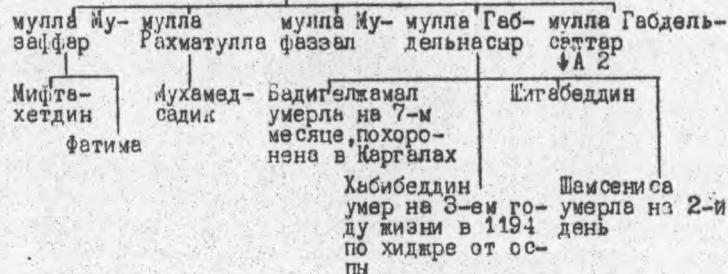 мулла Му-
заффар
мулла
Рахматулла
мулла Му-
фаззал
мулла Габ-
дельнасыр
мулла Габдель-
саттар
А 2
Мифта-
хетдин
Фатима
Мухамед-
садик
Бадигелжамал
умерла на 7-м
месяце,похоро-
нена в Каргалах
Шигабеддин
Хабибеддин
умер на 3-ем го-
ду жизни в 1194
по хиджре от ос-
пы
Шамсениса
умерла на 2-й
день